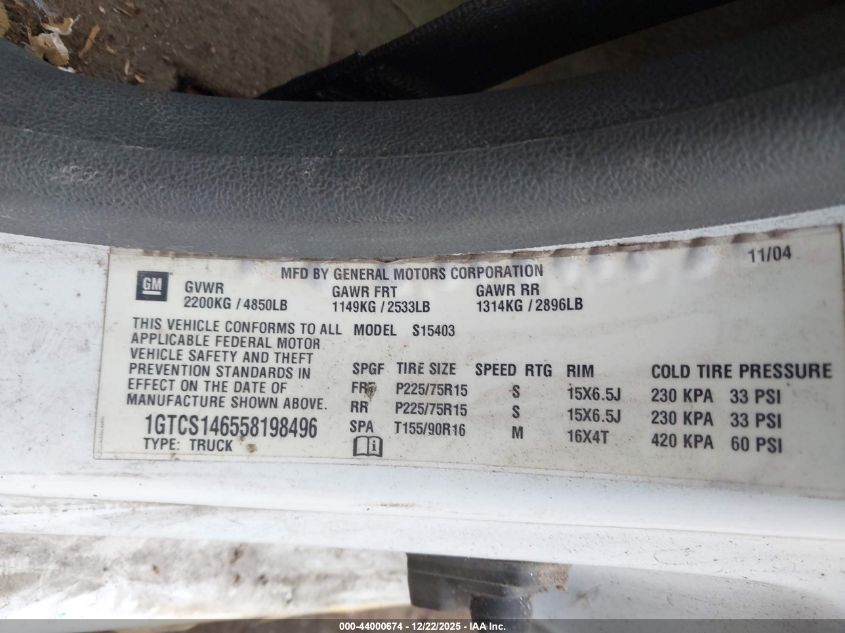 11/04
MFD BY GENERAL MOTORS CORPORATION
GM
GVWR GAWR FRT GAWR RR
2200KG / 4850LB 1149KG / 2533LB 1314KG / 2896LB
THIS VEHICLE CONFORMS TO ALL MODEL S15403
APPLICABLE FEDERAL MOTOR
VEHICLE SAFETY AND THEFT
PREVENTION STANDARDS IN SPGF TIRE SIZE SPEED RTG RIM COLD TIRE PRESSURE
EFFECT ON THE DATE OF FRT P225/75R15 S 15X6.5J 230 KPA 33 PSI
MANUFACTURE SHOWN ABOVE. RR P225/75R15 S 15X6.5J 230 KPA 33 PSI
1GTCS146558198496 SPA T155/90R16 M 16X4T 420 KPA 60 PSI
TYPE: TRUCK
000-44000674 - 12/22/2025 - IAA Inc.